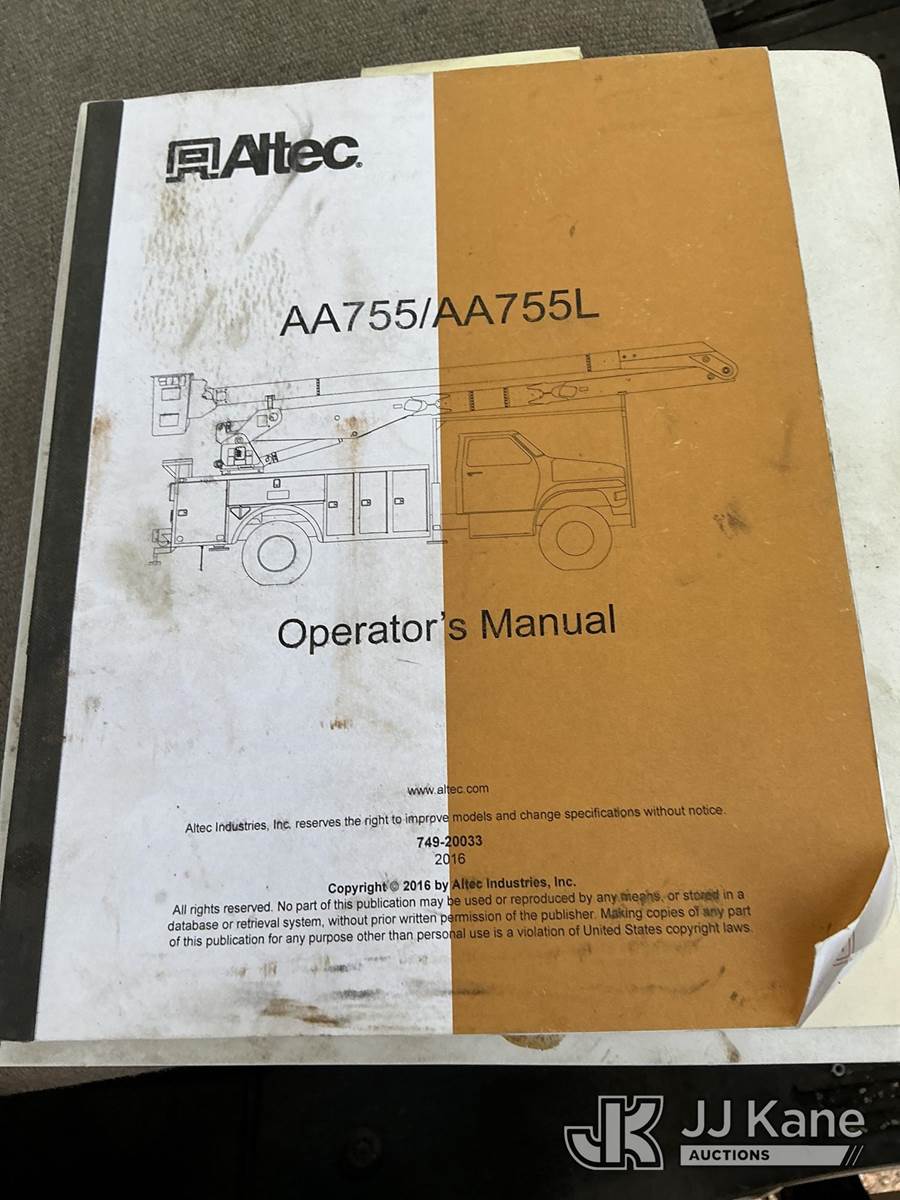 Altec®
AA755/AA755L
Operator's Manual
www.altec.com
Altec Industries, Inc. reserves the right to improve models and change specifications without notice.
749-20033
2016
Copyright © 2016 by Altec Industries, Inc.
All rights reserved. No part of this publication may be used or reproduced by any means, or stored in a
database or retrieval system, without prior written permission of the publisher. Making copies of any part
of this publication for any purpose other than personal use is a violation of United States copyright laws.
JK JJ Kane
AUCTIONS